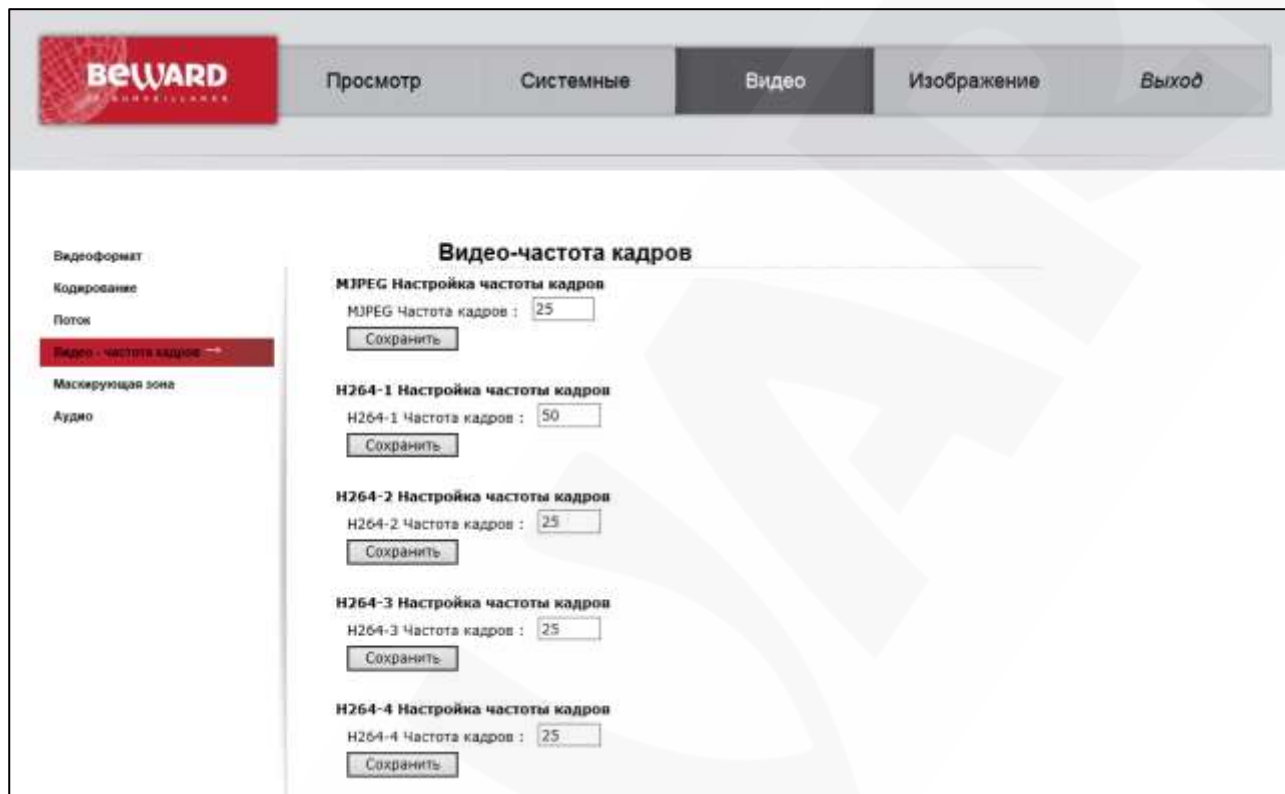 BEWARD
IP SURVEILLANCE
Просмотр Системные Видео Изображение Выход
Видеоформат
Кодирование
Поток
Видео - частота кадров →
Маскирующая зона
Аудио
Видео-частота кадров
MJPEG Настройка частоты кадров
MJPEG Частота кадров : 25
Сохранить
H264-1 Настройка частоты кадров
H264-1 Частота кадров : 50
Сохранить
H264-2 Настройка частоты кадров
H264-2 Частота кадров : 25
Сохранить
H264-3 Настройка частоты кадров
H264-3 Частота кадров : 25
Сохранить
H264-4 Настройка частоты кадров
H264-4 Частота кадров : 25
Сохранить